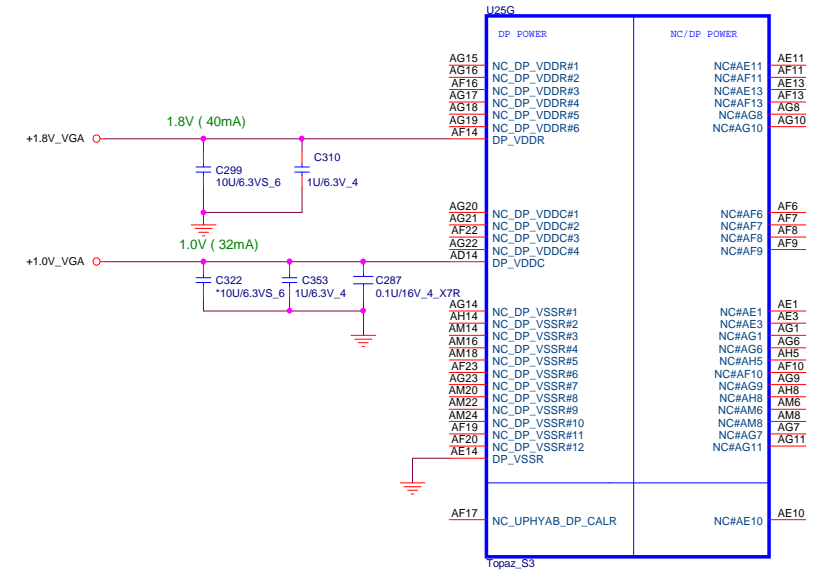 U25G
DP POWER
NC/DP POWER
AG15 NC_DP_VDDR#1 NC#AE11 AE11
AG16 NC_DP_VDDR#2 NC#AF11 AF11
AF16 NC_DP_VDDR#3 NC#AE13 AE13
AG17 NC_DP_VDDR#4 NC#AF13 AF13
AG18 NC_DP_VDDR#5 NC#AG8 AG8
AG19 NC_DP_VDDR#6 NC#AG10 AG10
AF14 DP_VDDR
1.8V ( 40mA)
+1.8V_VGA
C299
10U/6.3VS_6
C310
1U/6.3V_4
AG20 NC_DP_VDDC#1 NC#AF6 AF6
AG21 NC_DP_VDDC#2 NC#AF7 AF7
AF22 NC_DP_VDDC#3 NC#AF8 AF8
AG22 NC_DP_VDDC#4 NC#AF9 AF9
AD14 DP_VDDC
1.0V ( 32mA)
+1.0V_VGA
C322
*10U/6.3VS_6
C353
1U/6.3V_4
C287
0.1U/16V_4_X7R
AG14 NC_DP_VSSR#1 NC#AE1 AE1
AH14 NC_DP_VSSR#2 NC#AE3 AE3
AM14 NC_DP_VSSR#3 NC#AG1 AG1
AM16 NC_DP_VSSR#4 NC#AG6 AG6
AM18 NC_DP_VSSR#5 NC#AH5 AH5
AF23 NC_DP_VSSR#6 NC#AF10 AF10
AG23 NC_DP_VSSR#7 NC#AG9 AG9
AM20 NC_DP_VSSR#8 NC#AH8 AH8
AM22 NC_DP_VSSR#9 NC#AM6 AM6
AM24 NC_DP_VSSR#10 NC#AM8 AM8
AF19 NC_DP_VSSR#11 NC#AG7 AG7
AF20 NC_DP_VSSR#12 NC#AG11 AG11
AE14 DP_VSSR
AF17 NC_UPHYAB_DP_CALR NC#AE10 AE10
Topaz_S3